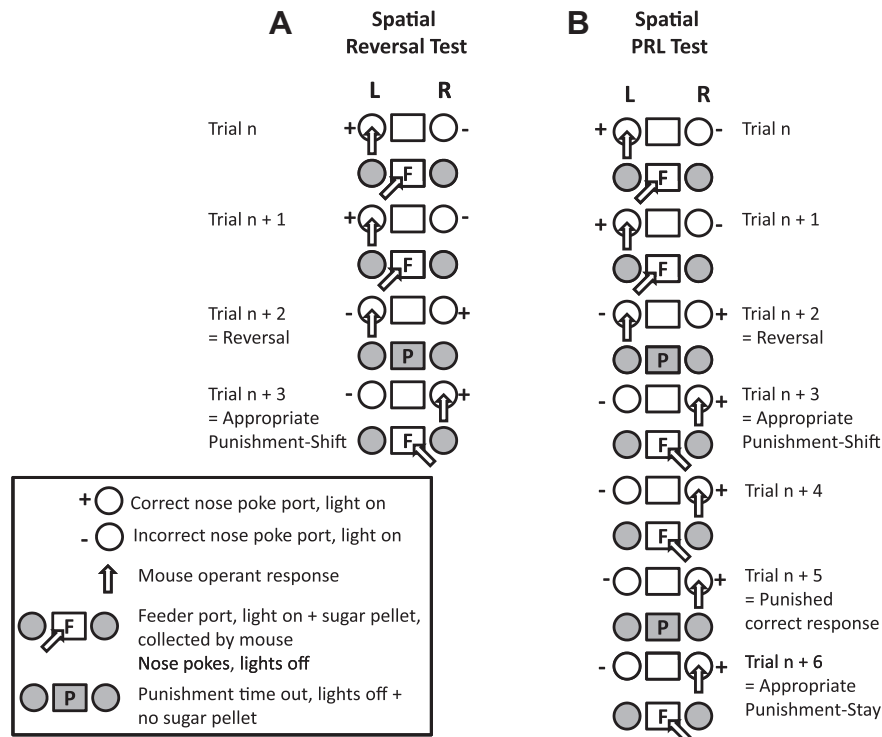 A
Spatial
Reversal Test
L R
Trial n
+ -
F
Trial n + 1
+ -
F
Trial n + 2
= Reversal
- +
P
Trial n + 3
= Appropriate
Punishment-Shift
- +
F
B
Spatial
PRL Test
L R
+ - Trial n
F
+ - Trial n + 1
F
- + Trial n + 2
= Reversal
P
- + Trial n + 3
= Appropriate
Punishment-Shift
F
- + Trial n + 4
F
- + Trial n + 5
= Punished
correct response
P
- + Trial n + 6
= Appropriate
Punishment-Stay
F
+ Correct nose poke port, light on
- Incorrect nose poke port, light on
Mouse operant response
F
Feeder port, light on + sugar pellet,
collected by mouse
Nose pokes, lights off
P
Punishment time out, lights off +
no sugar pellet